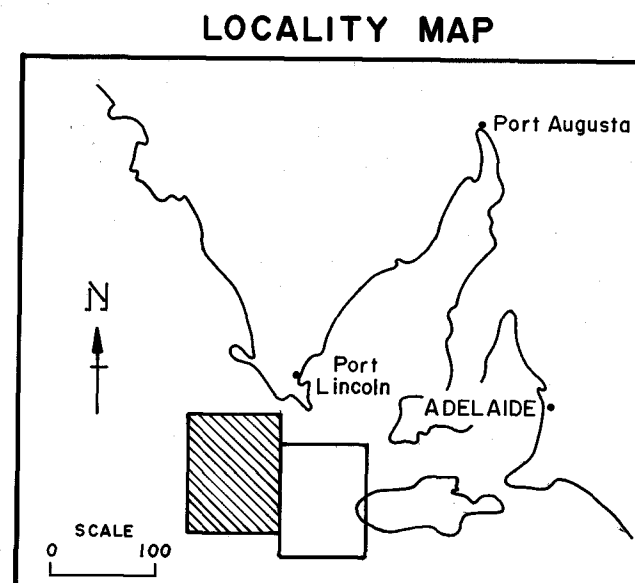 LOCALITY MAP
Port Augusta
N
Port
Lincoln
ADELAIDE
SCALE
0 100